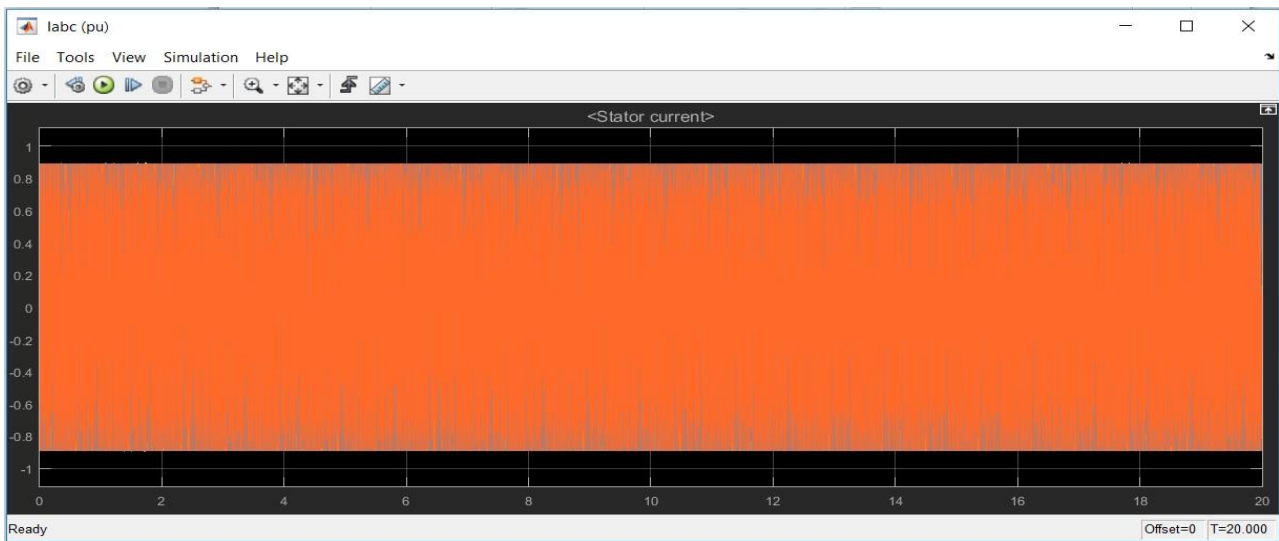 Iabc (pu)
File Tools View Simulation Help
<Stator current>
1
0.8
0.6
0.4
0.2
0
-0.2
-0.4
-0.6
-0.8
-1
0 2 4 6 8 10 12 14 16 18 20
Ready Offset=0 T=20.000